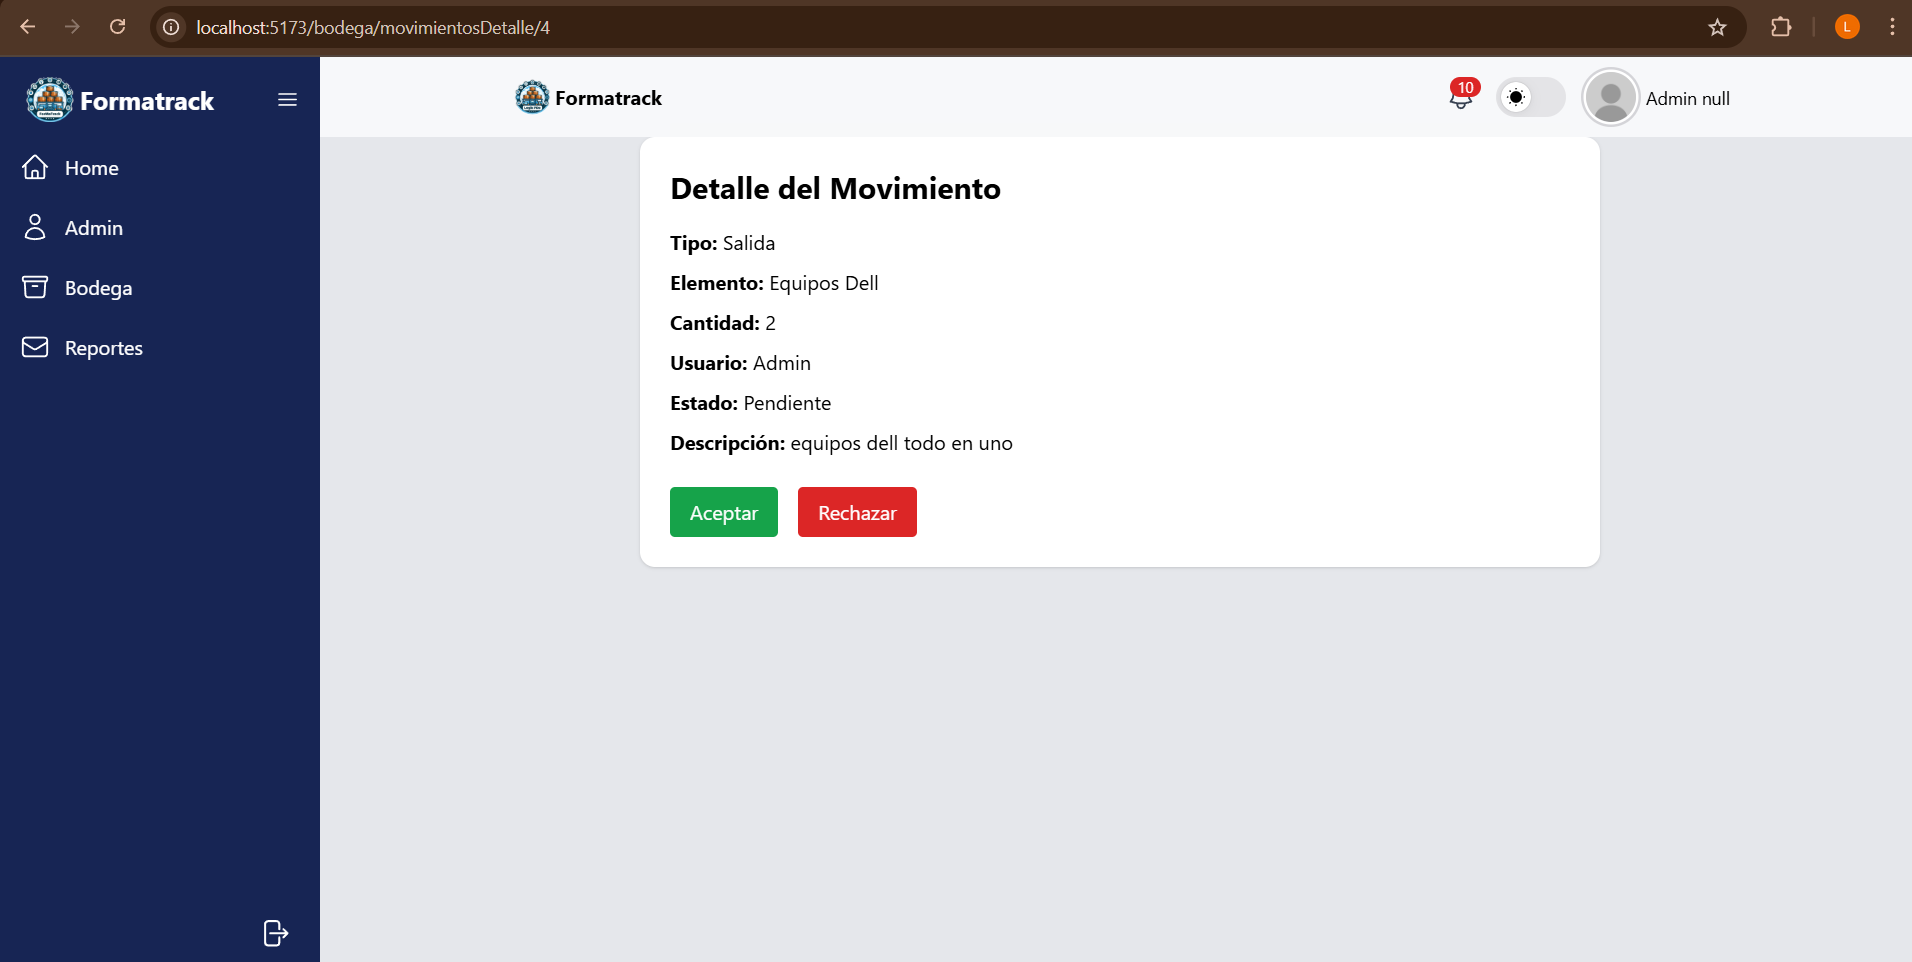 localhost:5173/bodega/movimientosDetalle/4
L
Formatrack
Home
Admin
Bodega
Reportes
Formatrack
10
Admin null
Detalle del Movimiento
Tipo: Salida
Elemento: Equipos Dell
Cantidad: 2
Usuario: Admin
Estado: Pendiente
Descripción: equipos dell todo en uno
Aceptar
Rechazar